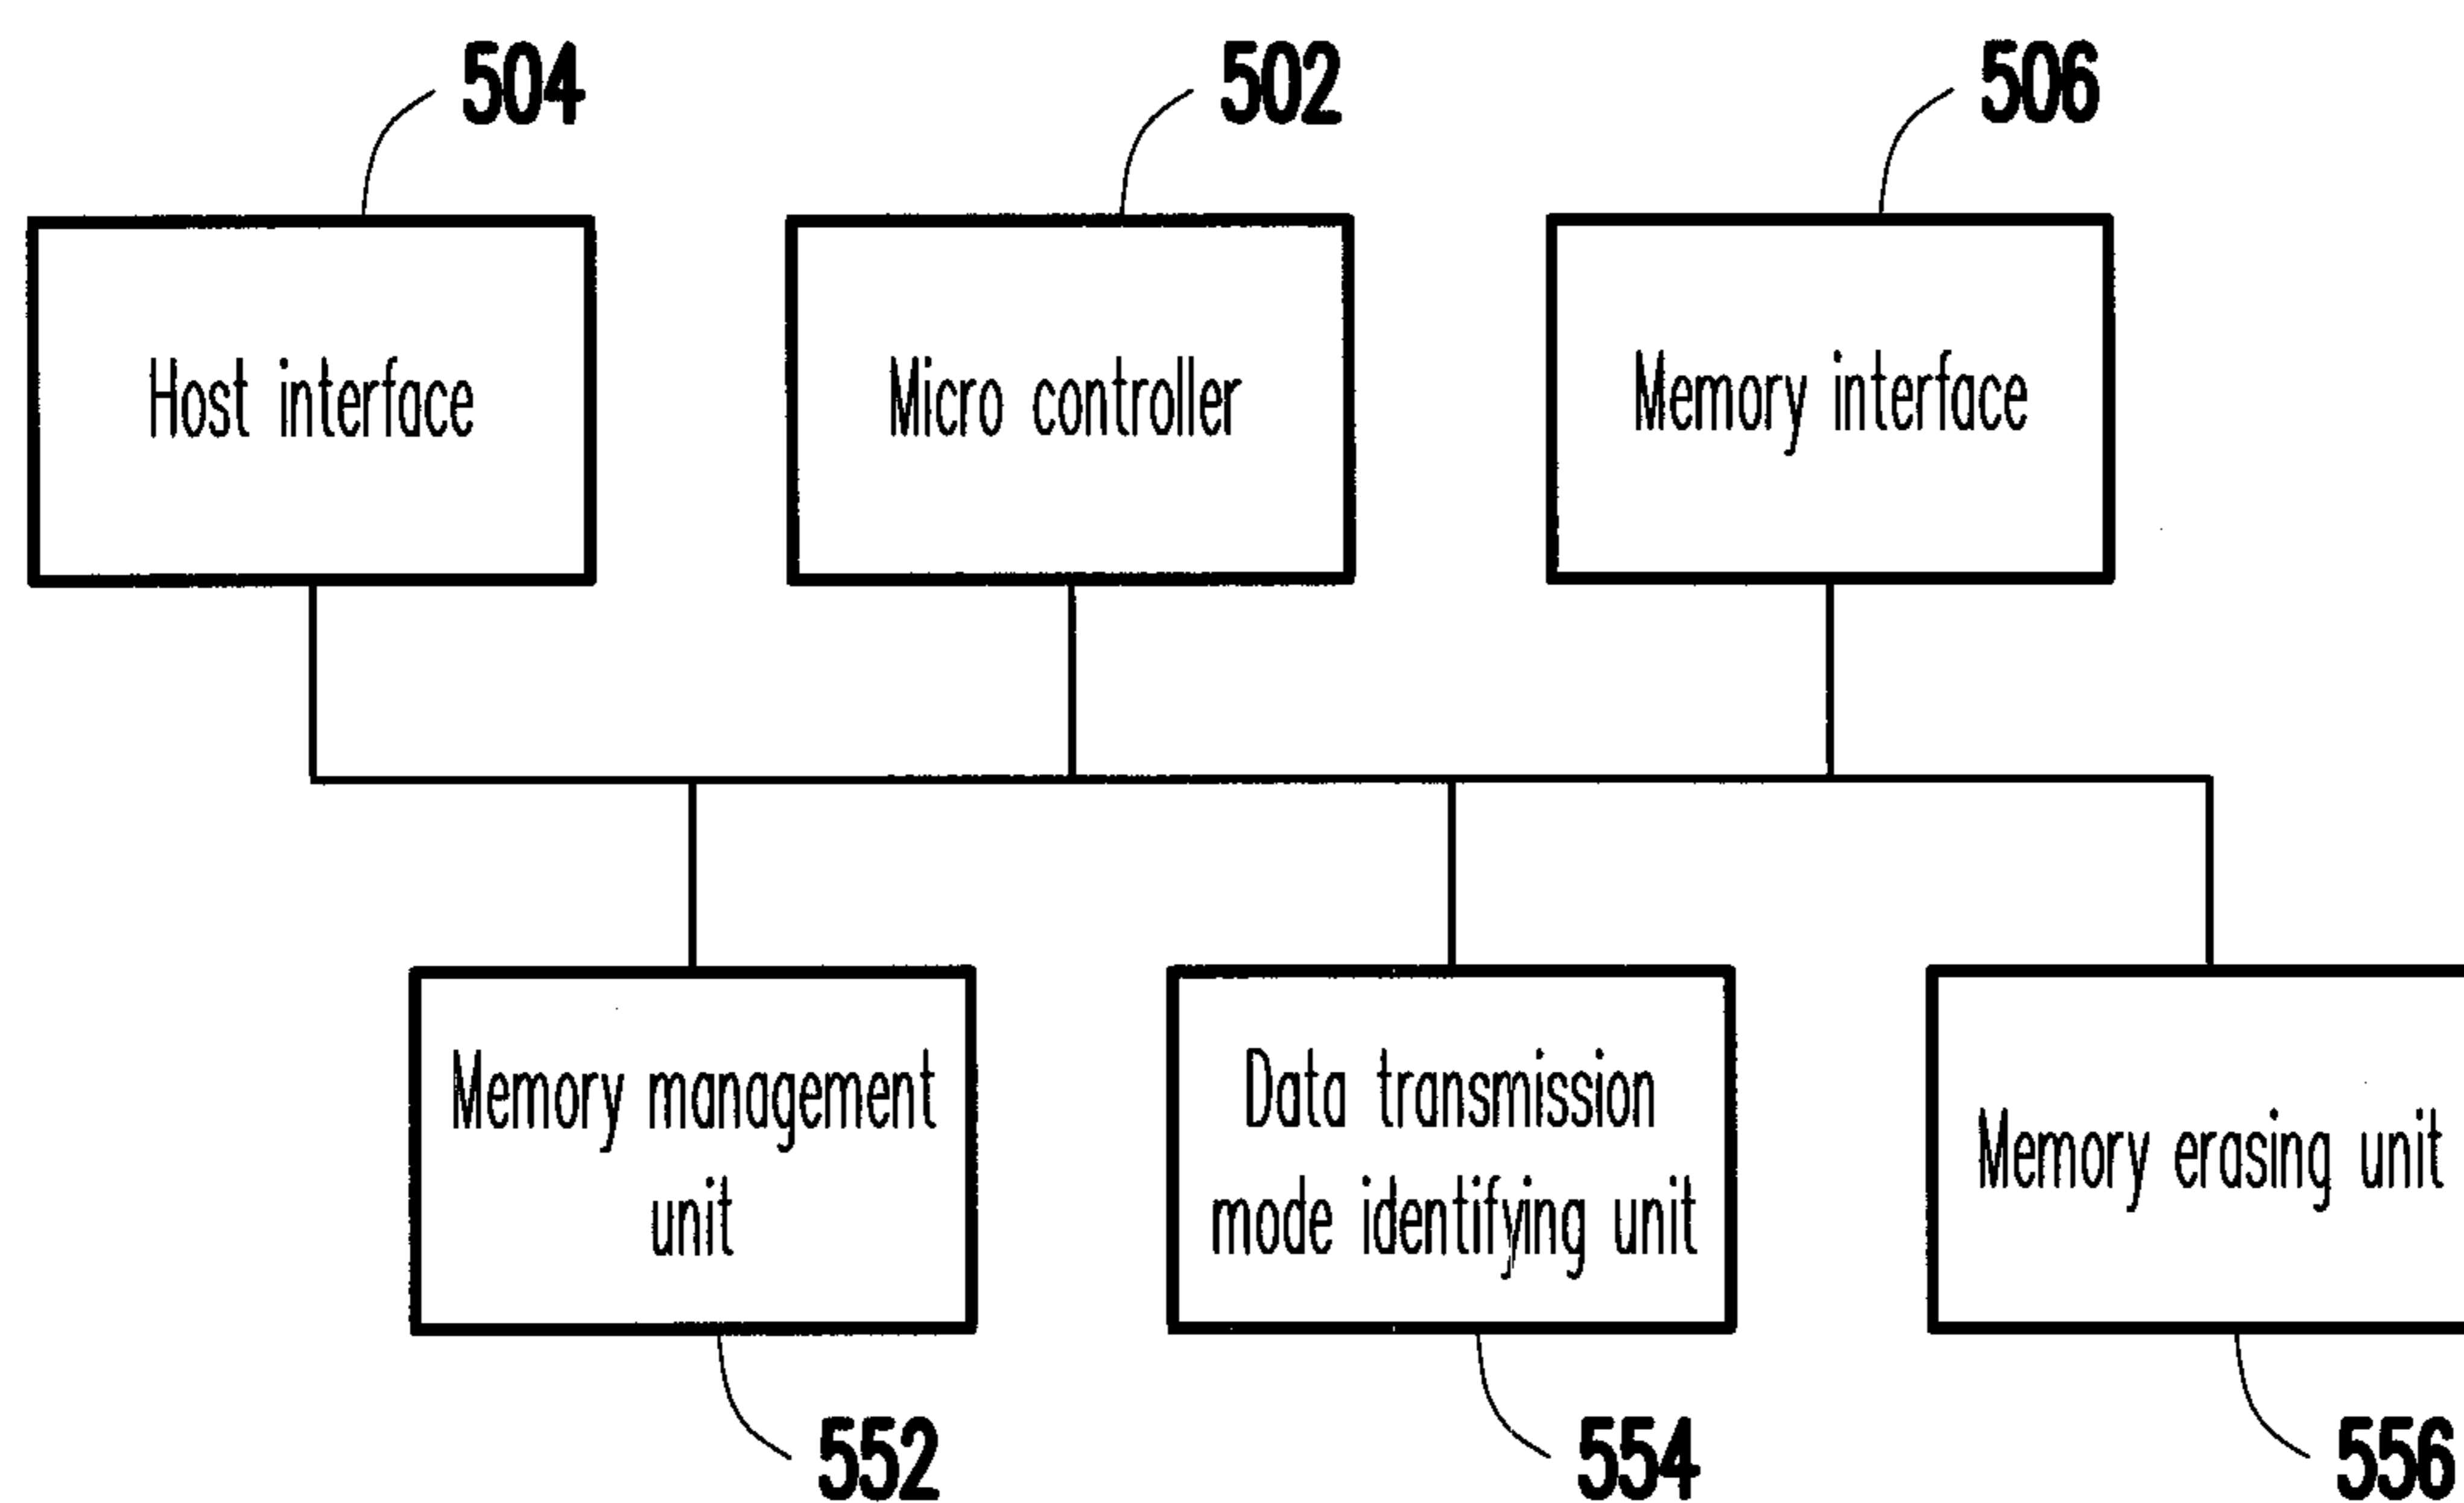 504
502
506
Host interface
Micro controller
Memory interface
Memory management
unit
Data transmission
mode identifying unit
Memory erasing unit
552
554
556